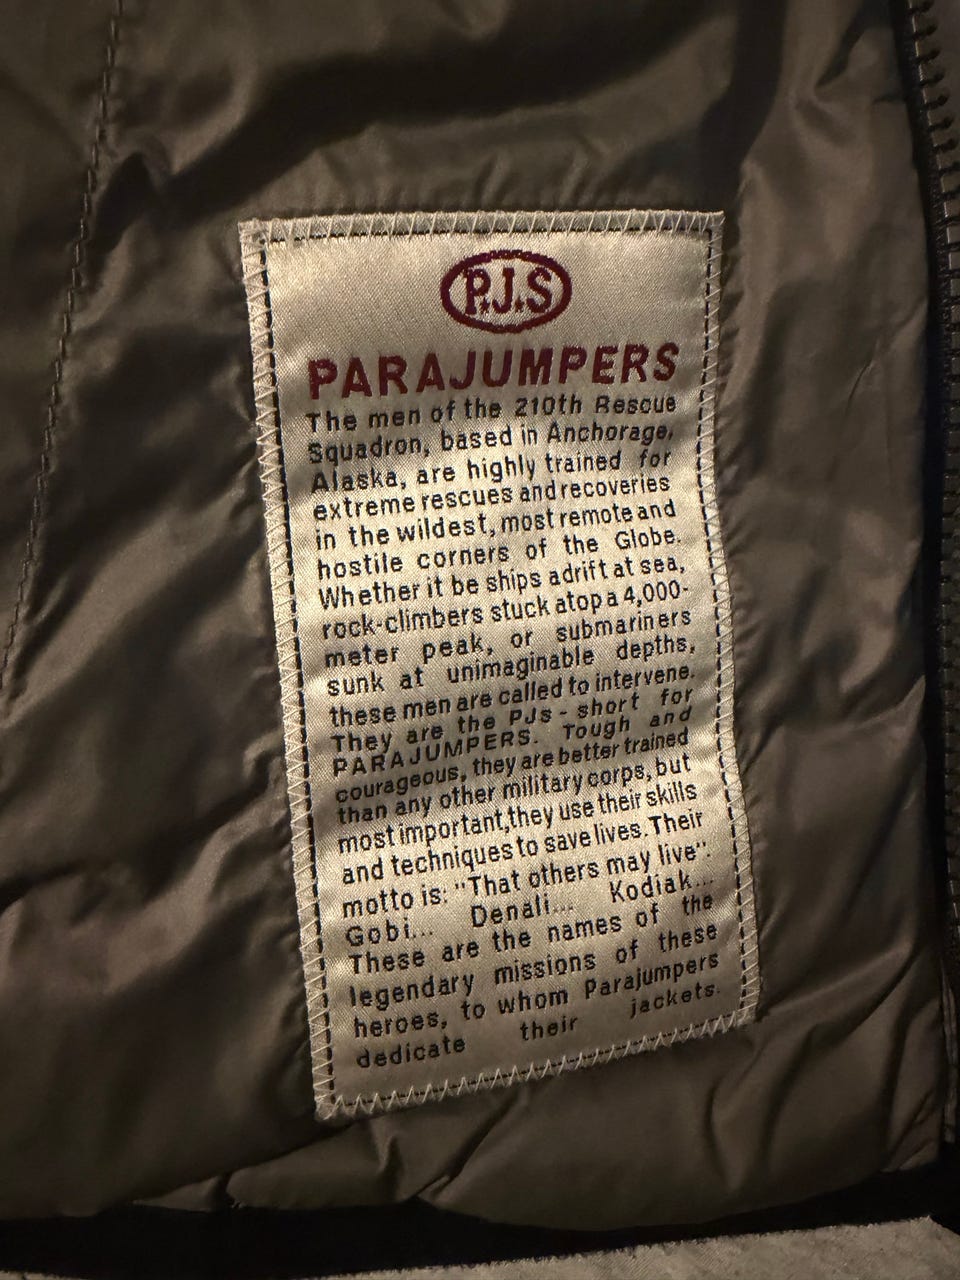 P.J.S
PARAJUMPERS
The men of the 210th Rescue
Squadron, based in Anchorage,
Alaska, are highly trained for
extreme rescues and recoveries
in the wildest, most remote and
hostile corners of the Globe.
Whether it be ships adrift at sea,
rock-climbers stuck atop a 4,000-
meter peak, or submariners
sunk at unimaginable depths,
these men are called to intervene.
They are the PJs - short for
PARAJUMPERS. Tough and
courageous, they are better trained
than any other military corps, but
most important, they use their skills
and techniques to save lives. Their
motto is: "That others may live".
Gobi... Denali... Kodiak...
These are the names of the
legendary missions of these
heroes, to whom Parajumpers
dedicate their jackets.